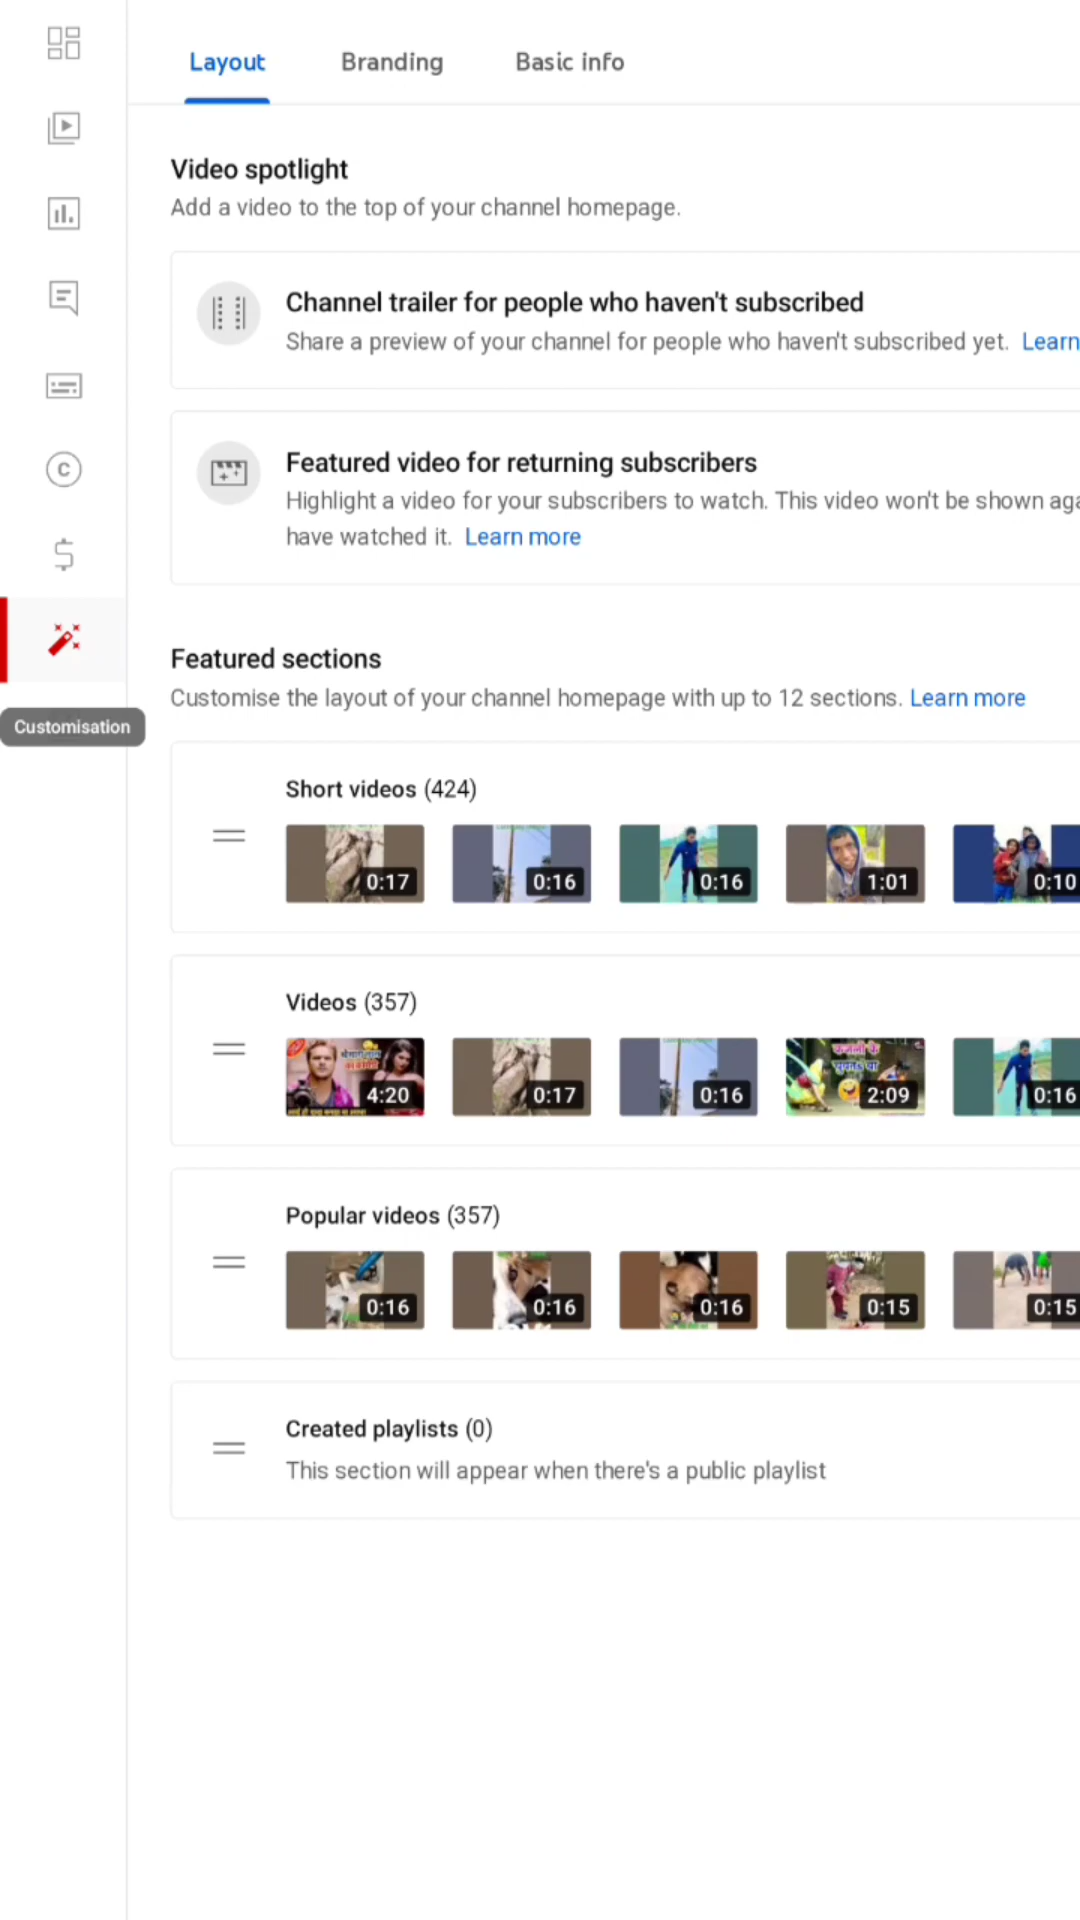 Layout
Branding
Basic info
Video spotlight
Add a video to the top of your channel homepage.
Channel trailer for people who haven't subscribed
Share a preview of your channel for people who haven't subscribed yet. Learn
Featured video for returning subscribers
Highlight a video for your subscribers to watch. This video won't be shown aga
have watched it. Learn more
Featured sections
Customise the layout of your channel homepage with up to 12 sections. Learn more
Customisation
Short videos (424)
0:17
0:16
0:16
1:01
0:10
Videos (357)
4:20
0:17
0:16
2:09
0:16
Popular videos (357)
0:16
0:16
0:16
0:15
0:15
Created playlists (0)
This section will appear when there's a public playlist